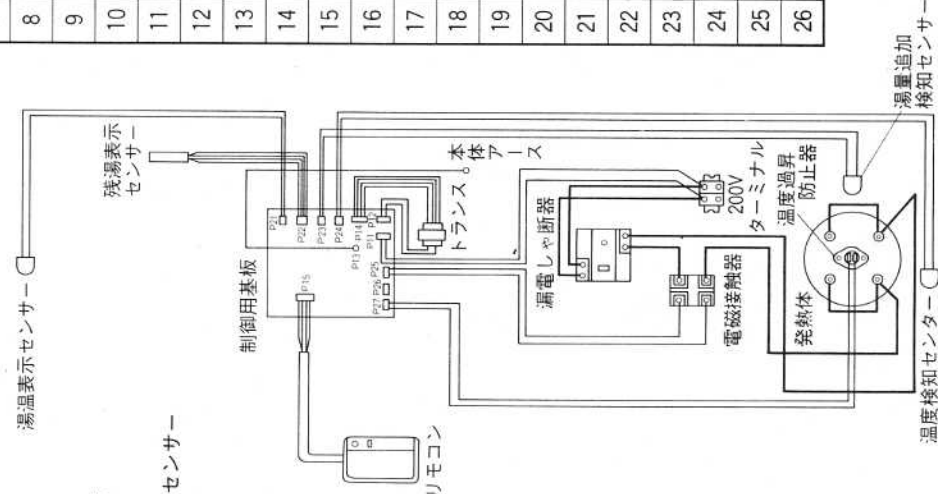 8
9
10
11
12
13
14
15
16
17
18
19
20
21
22
23
24
25
26
湯温表示センサー
残湯表示
センサー
制御用基板
P15
P21
P22
P23
P24
P14
P13
P12
P11
P25
P26
P27
トランス
本体アース
センサー
リモコン
漏電しゃ断器
200V
ターミナル
電磁接触器
温度過昇
防止器
発熱体
湯量追加
検知センサー
温度検知センター